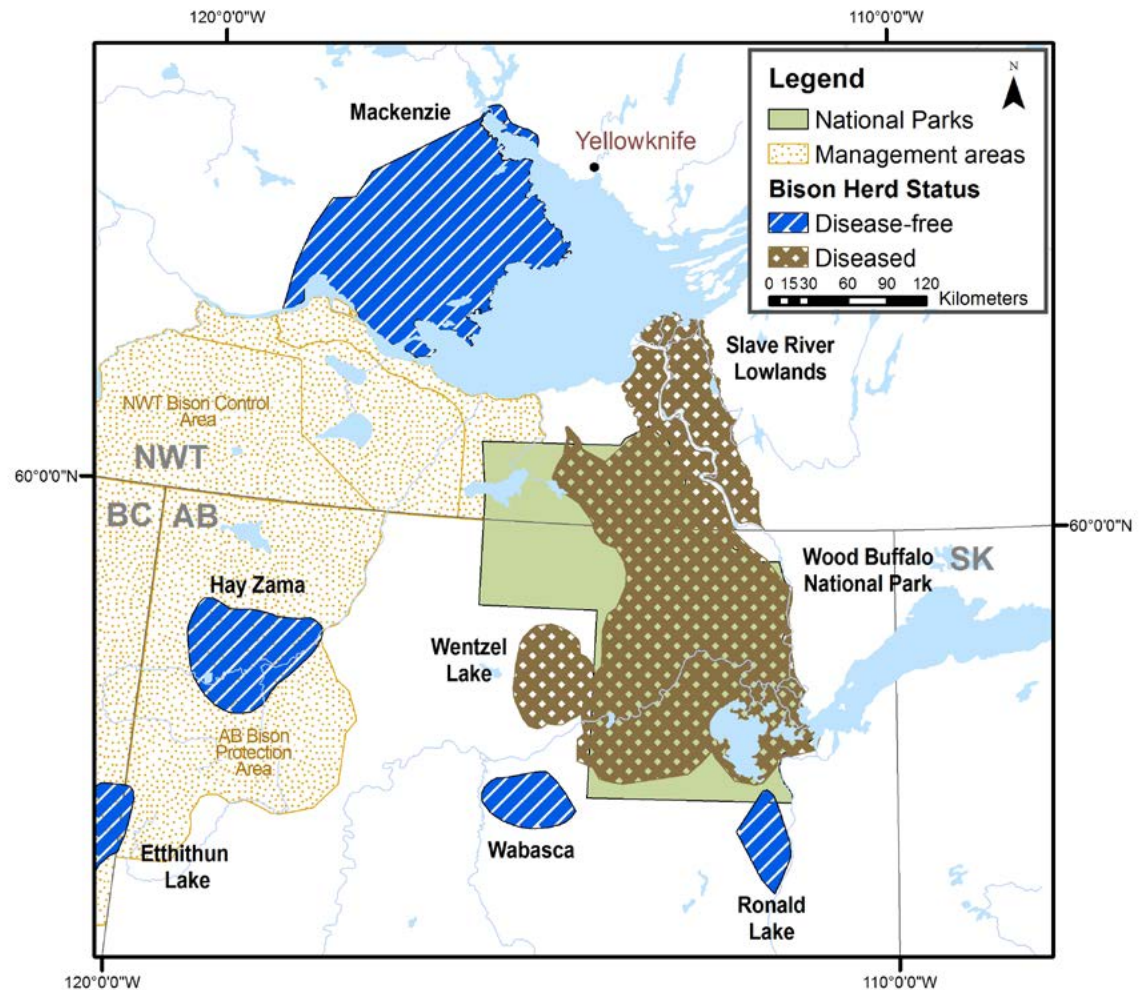 120°0'0"W
110°0'0"W
Legend
N
National Parks
Management areas
Bison Herd Status
Disease-free
Diseased
0 1530 60 90 120
Kilometers
Mackenzie
Yellowknife
Slave River
Lowlands
NWT Bison Control
Area
NWT
60°0'0"N
60°0'0"N
BC
AB
Wood Buffalo
National Park
SK
Hay Zama
Wentzel
Lake
AB Bison
Protection
Area
Etthithun
Lake
Wabasca
Ronald
Lake
120°0'0"W
110°0'0"W